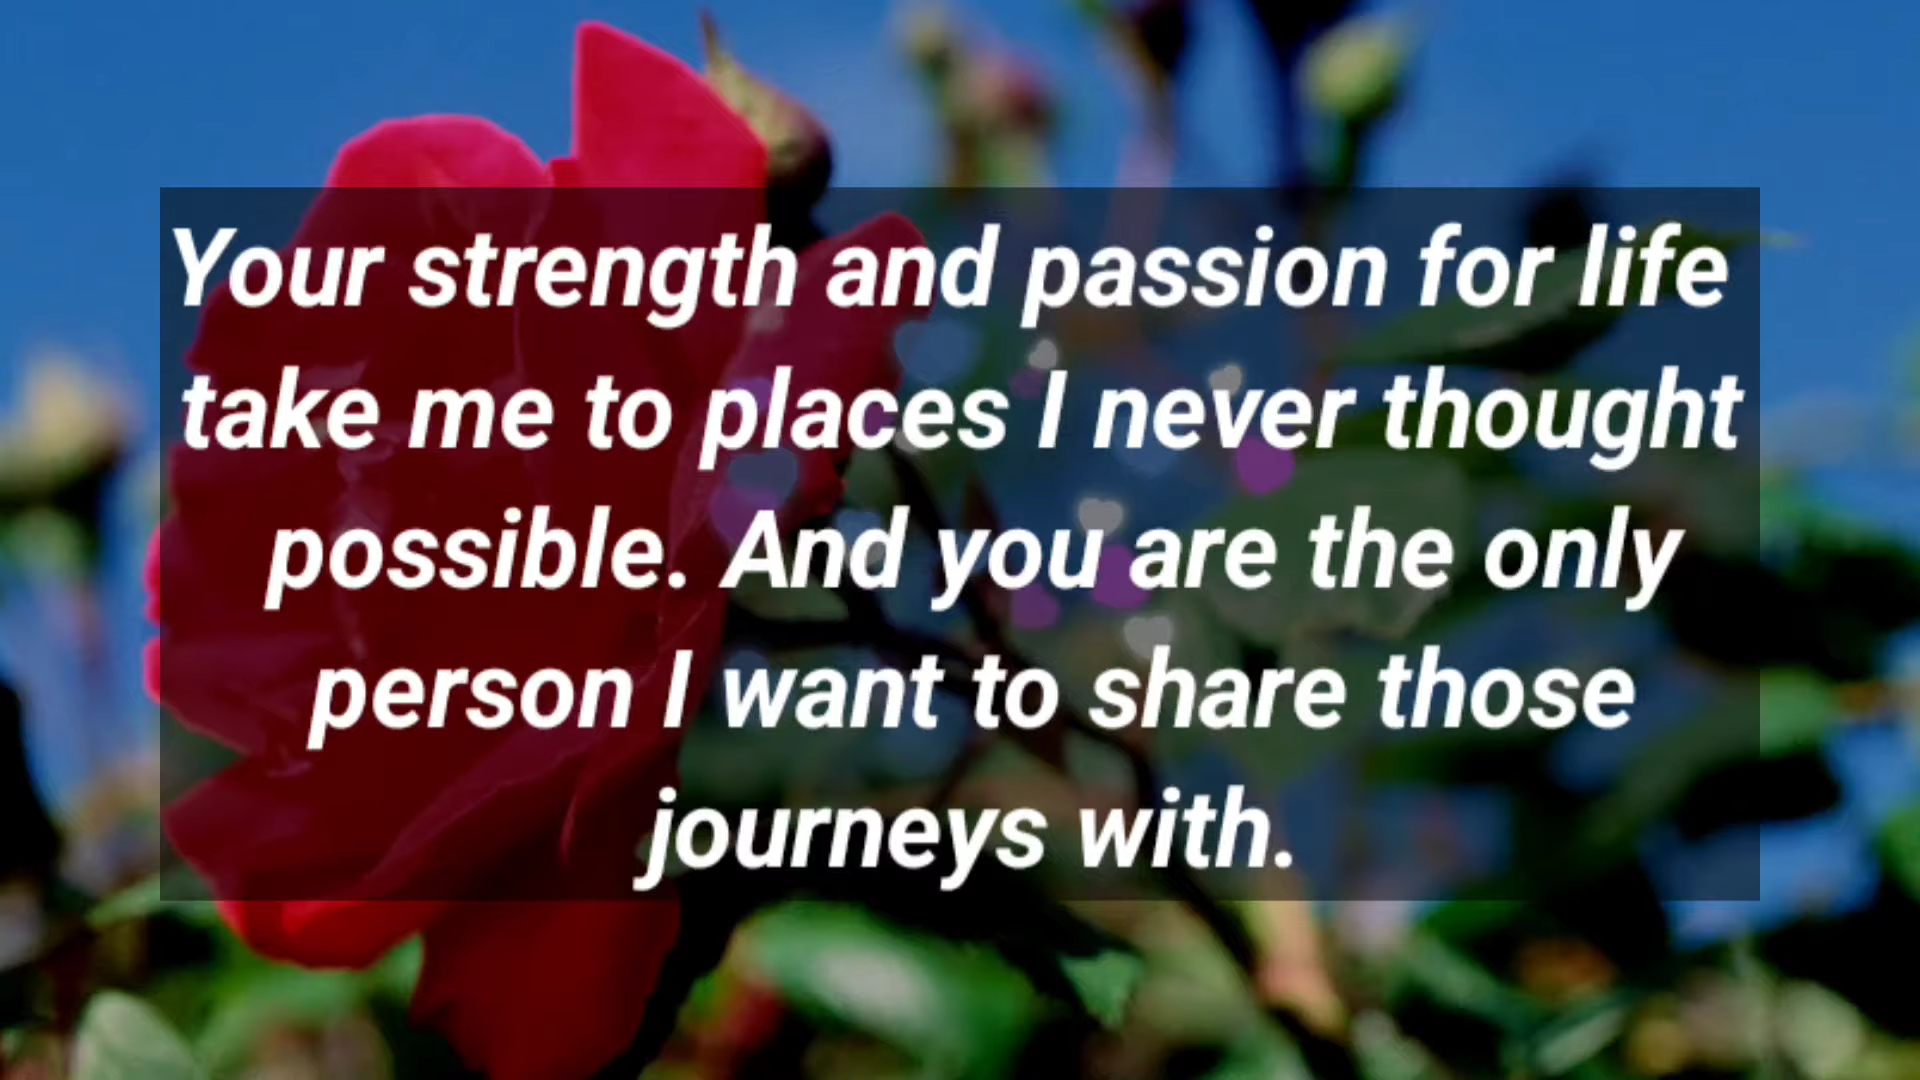 Your strength and passion for life
take me to places I never thought
possible. And you are the only
person I want to share those
journeys with.